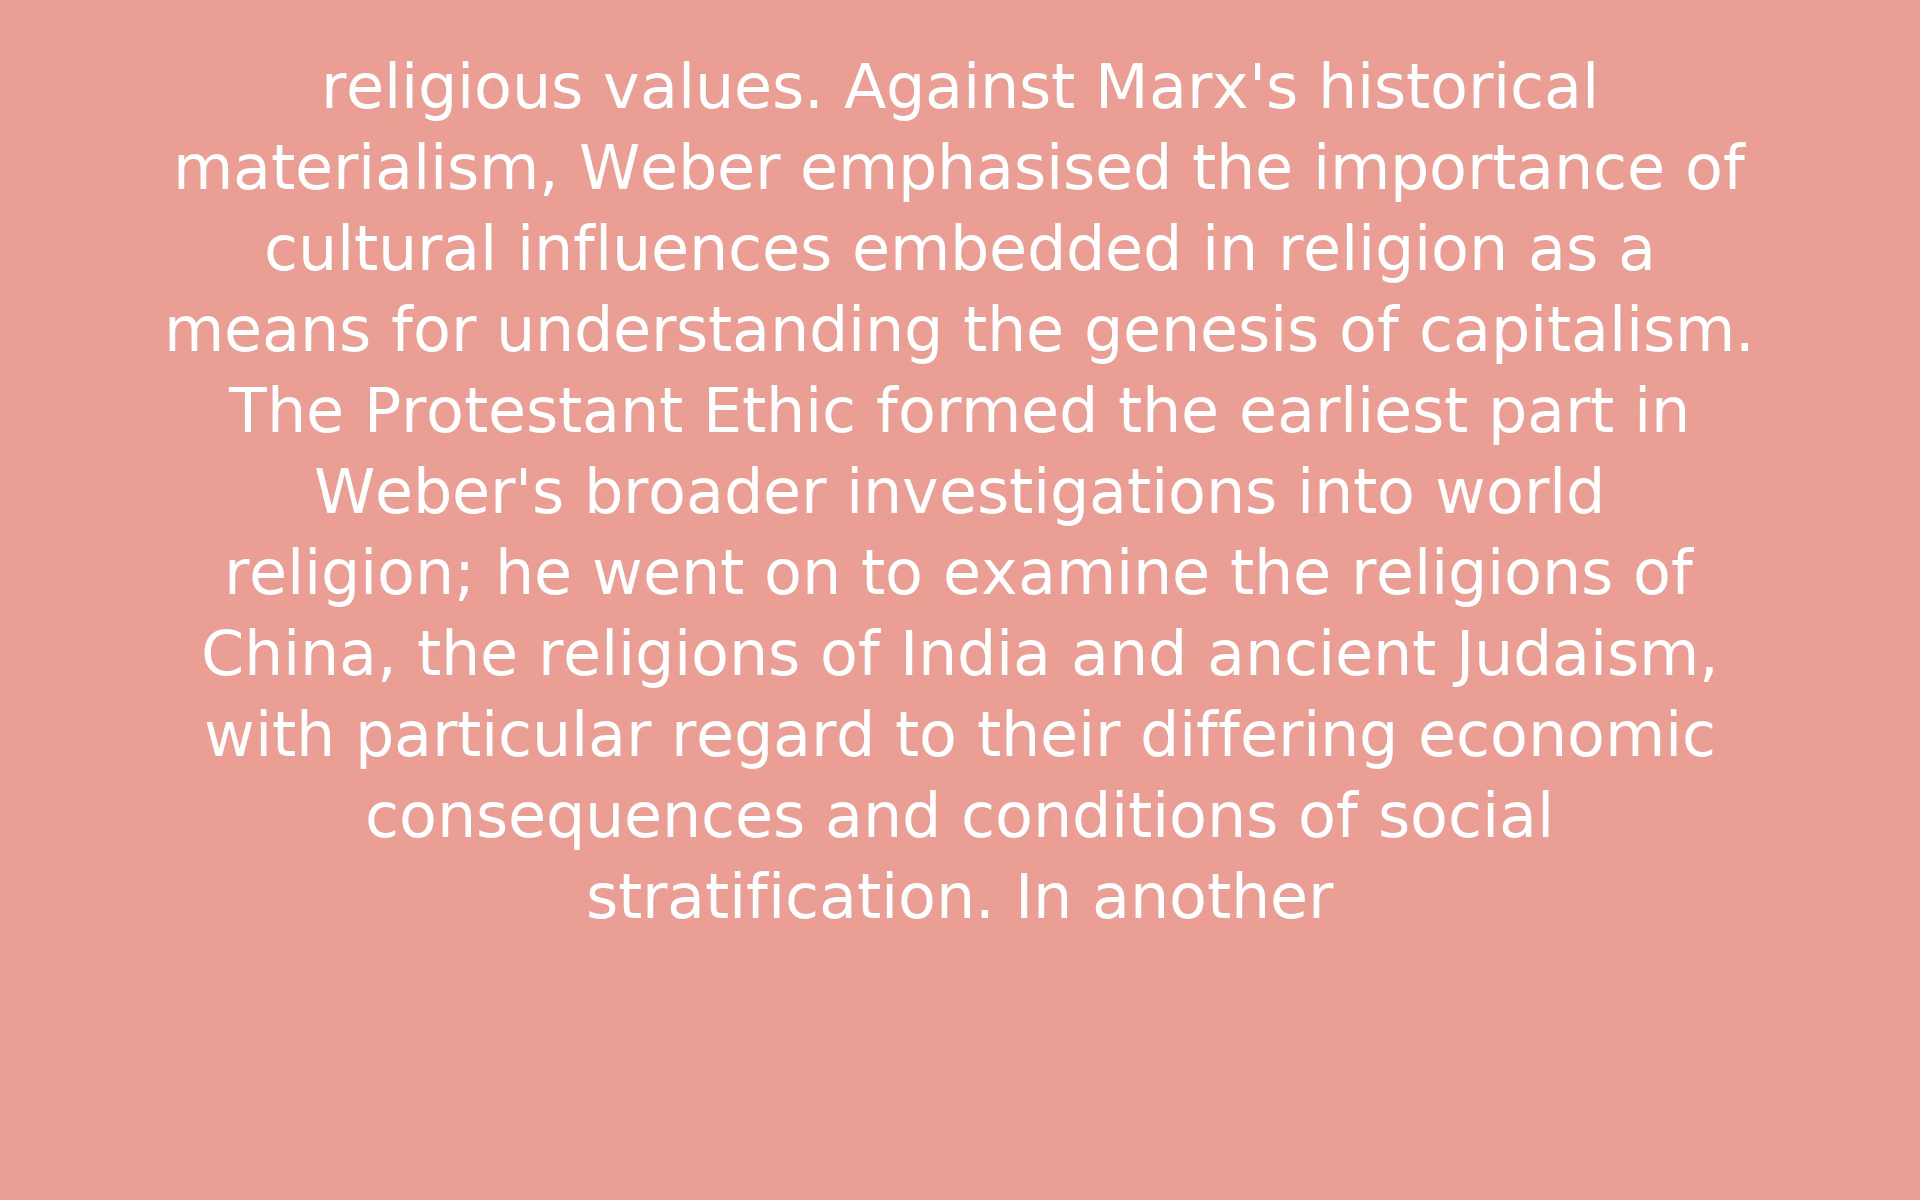 religious values. Against Marx's historical
materialism, Weber emphasised the importance of
cultural influences embedded in religion as a
means for understanding the genesis of capitalism.
The Protestant Ethic formed the earliest part in
Weber's broader investigations into world
religion; he went on to examine the religions of
China, the religions of India and ancient Judaism,
with particular regard to their differing economic
consequences and conditions of social
stratification. In another